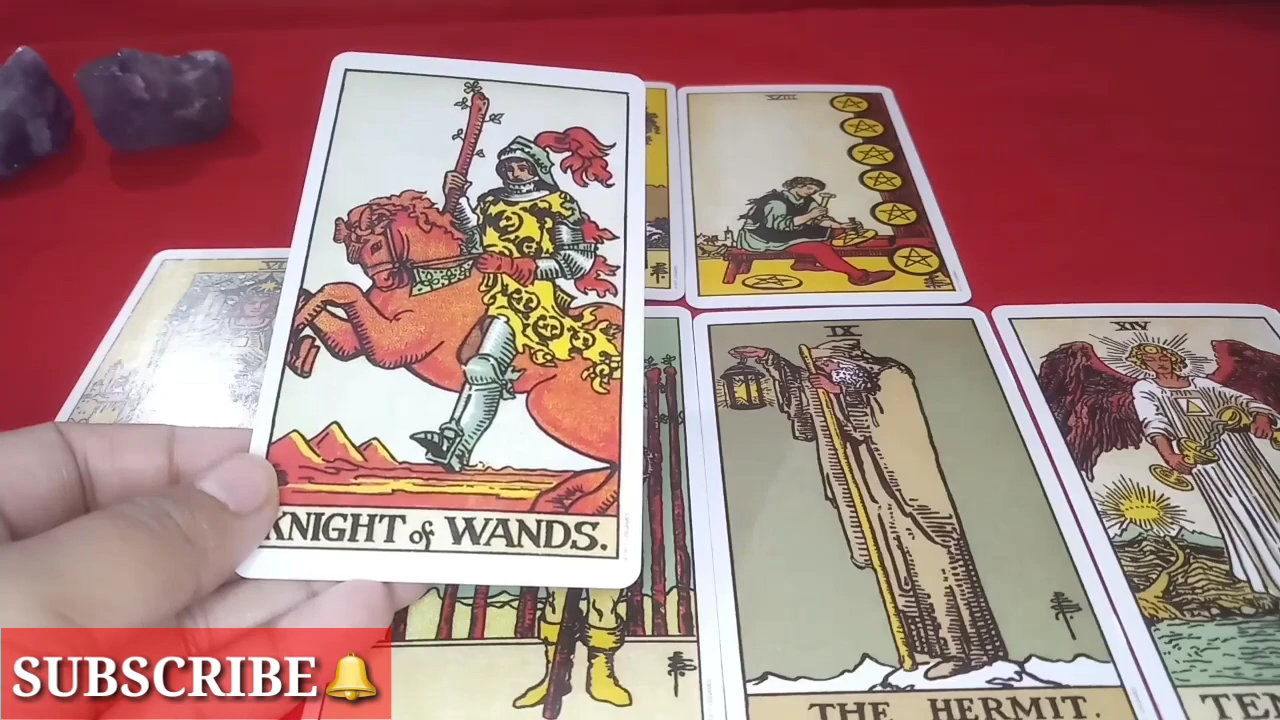 VIII
XIV
IX
KNIGHT of WANDS.
THE HERMIT.
SUBSCRIBE